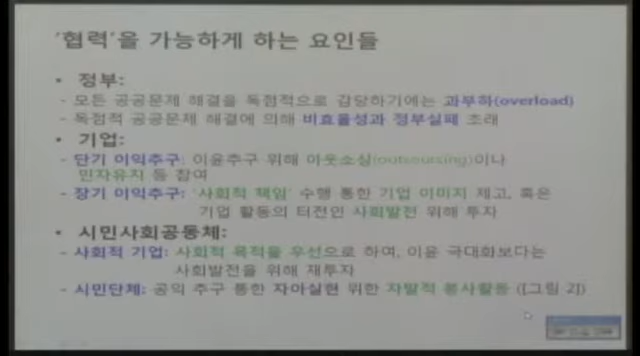 '협력'을 가능하게 하는 요인들
• 정부:
- 모든 공공문제 해결을 독점적으로 감당하기에는 과부하(overload)
- 독점적 공공문제 해결에 의해 비효율성과 정부실패 초래
• 기업:
- 단기 이익추구: 이윤추구 위해 아웃소싱(outsoursing)이나
민자유치 등 참여
- 장기 이익추구: '사회적 책임' 수행 통한 기업 이미지 제고, 혹은
기업 활동의 터전인 사회발전 위해 투자
• 시민사회공동체:
- 사회적 기업: 사회적 목적을 우선으로 하여, 이윤 극대화보다는
사회발전을 위해 재투자
- 시민단체: 공익 추구 통한 자아실현 위한 자발적 봉사활동 ([그림 2])